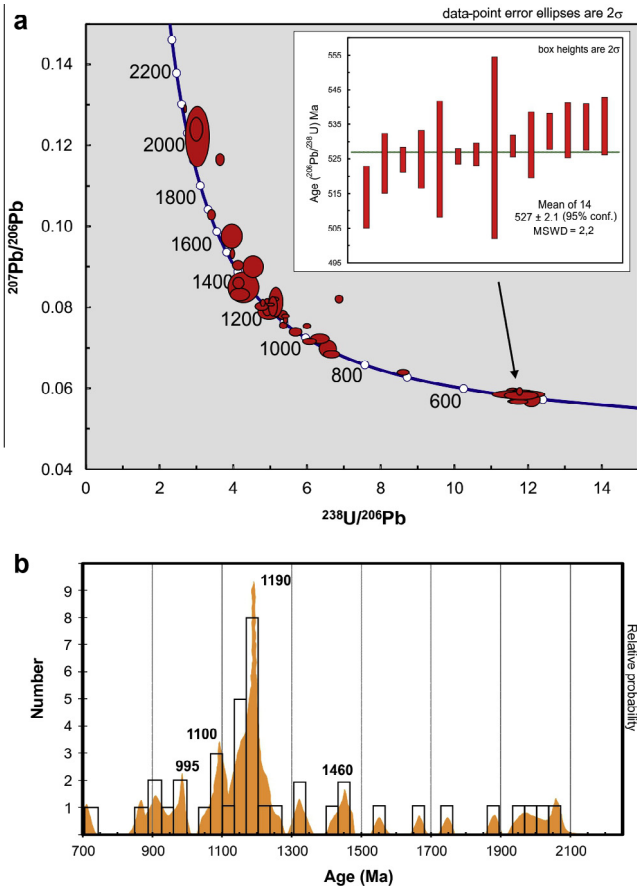 a
data-point error ellipses are 2σ
0.14
0.12
0.10
0.08
0.06
0.04
207Pb/206Pb
2200
2000
1800
1600
1400
1200
1000
800
600
box heights are 2σ
555
545
535
525
515
505
495
Age (206Pb/238U) Ma
Mean of 14
527 ± 2.1 (95% conf.)
MSWD = 2,2
0 2 4 6 8 10 12 14
238U/206Pb
b
9
8
7
6
5
4
3
2
1
Number
1190
1100
995
1460
Relative probability
700 900 1100 1300 1500 1700 1900 2100
Age (Ma)